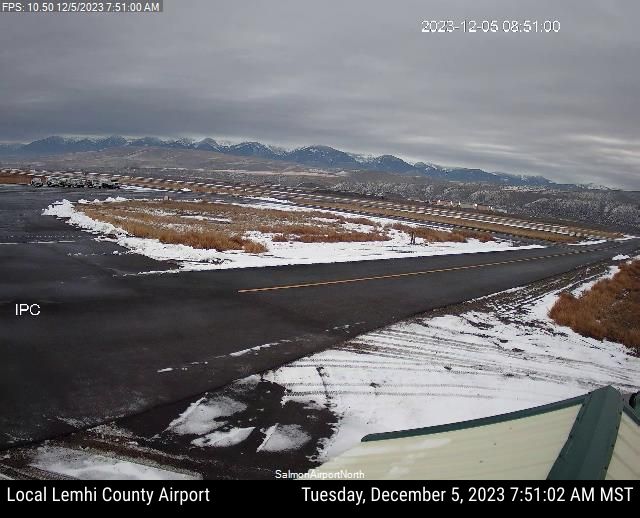 FPS: 10.50 12/5/2023 7:51:00 AM
2023-12-05 08:51:00
IPC
SalmonAirportNorth
Local Lemhi County Airport
Tuesday, December 5, 2023 7:51:02 AM MST